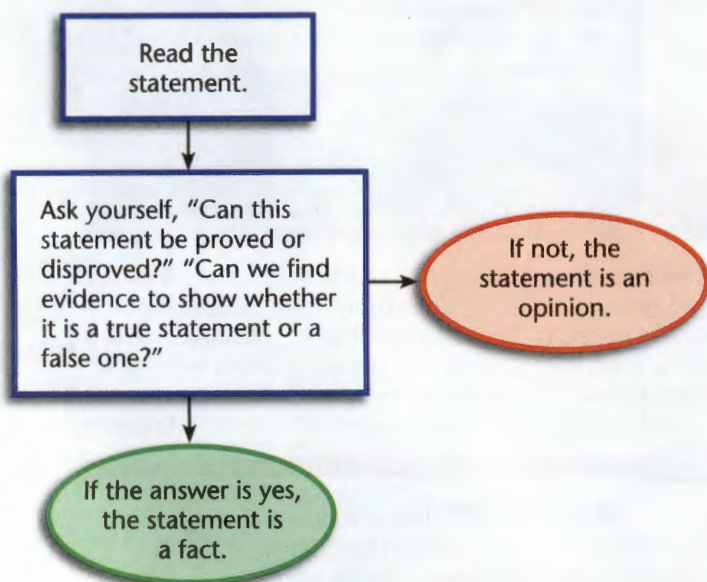 Read the
statement.
Ask yourself, “Can this
statement be proved or
disproved?” “Can we find
evidence to show whether
it is a true statement or a
false one?”
If not, the
statement is an
opinion.
If the answer is yes,
the statement is
a fact.